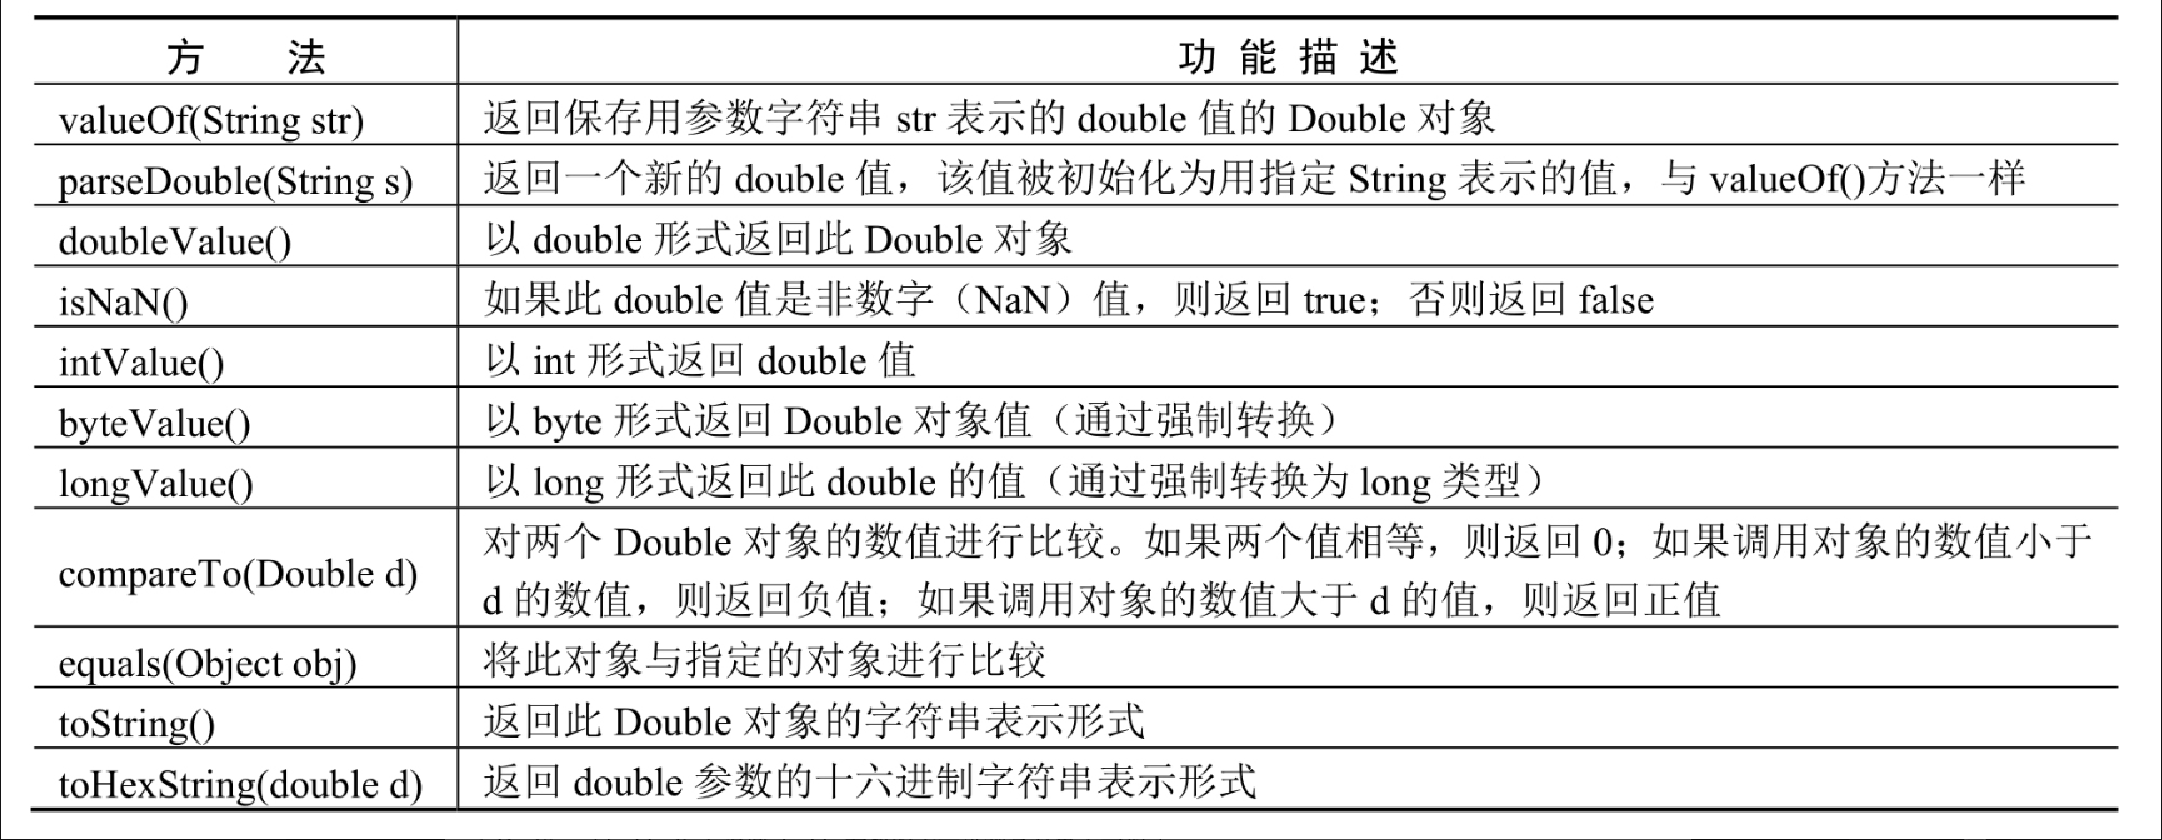 方 法 功 能 描 述
valueOf(String str) 返回保存用参数字符串 str 表示的 double 值的 Double 对象
parseDouble(String s) 返回一个新的 double 值，该值被初始化为用指定 String 表示的值，与 valueOf()方法一样
doubleValue() 以 double 形式返回此 Double 对象
isNaN() 如果此 double 值是非数字（NaN）值，则返回 true；否则返回 false
intValue() 以 int 形式返回 double 值
byteValue() 以 byte 形式返回 Double 对象值（通过强制转换）
longValue() 以 long 形式返回此 double 的值（通过强制转换为 long 类型）
compareTo(Double d) 对两个 Double 对象的数值进行比较。如果两个值相等，则返回 0；如果调用对象的数值小于
d 的数值，则返回负值；如果调用对象的数值大于 d 的值，则返回正值
equals(Object obj) 将此对象与指定的对象进行比较
toString() 返回此 Double 对象的字符串表示形式
toHexString(double d) 返回 double 参数的十六进制字符串表示形式